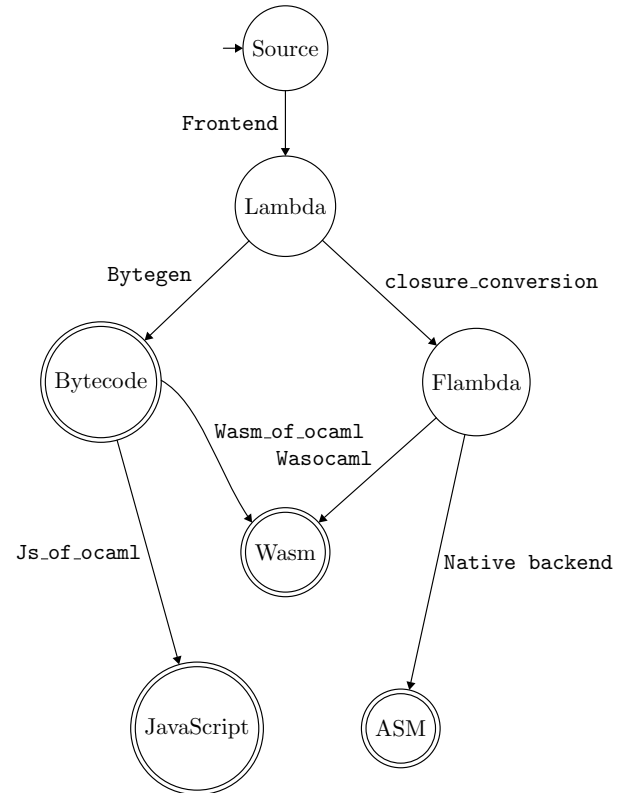 Source
Frontend
Lambda
Bytegen
closure_conversion
Bytecode
Flambda
Wasm_of_ocaml
Wasocaml
Wasm
Js_of_ocaml
Native backend
JavaScript
ASM